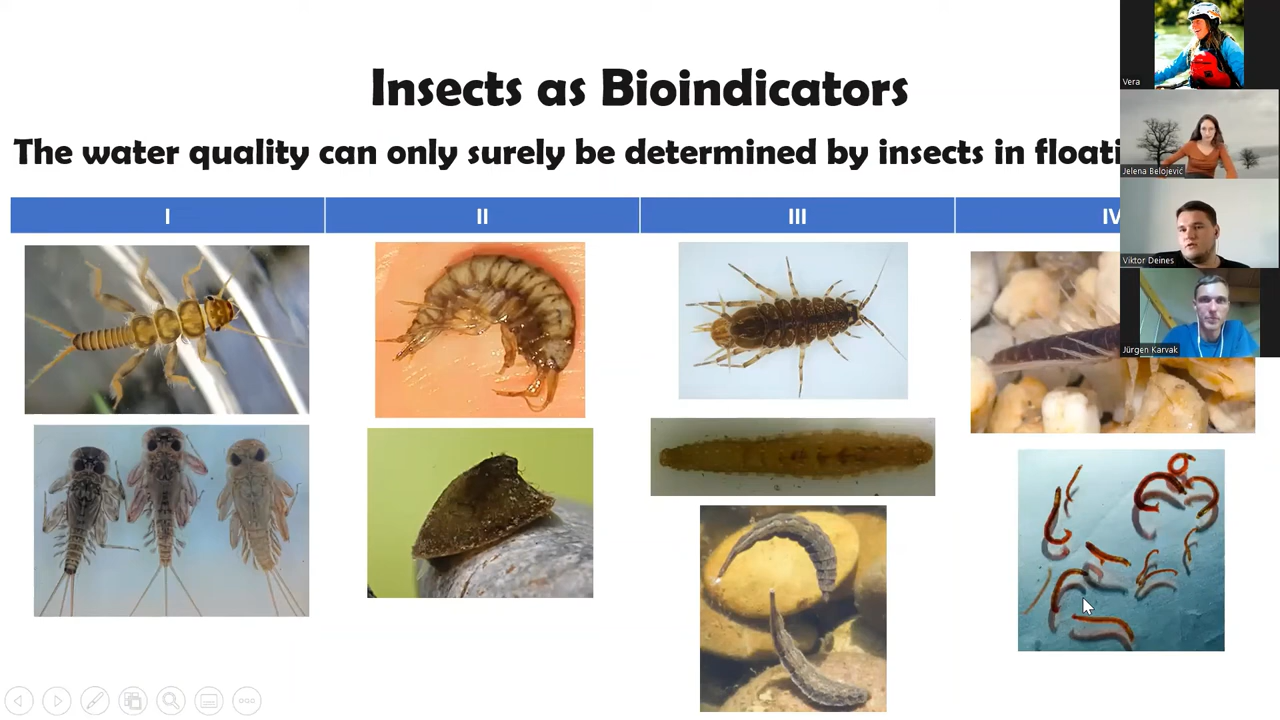 Insects as Bioindicators
The water quality can only surely be determined by insects in floati
I II III IV
Vera
Jelena Belojević
Viktor Deines
Jürgen Karvak